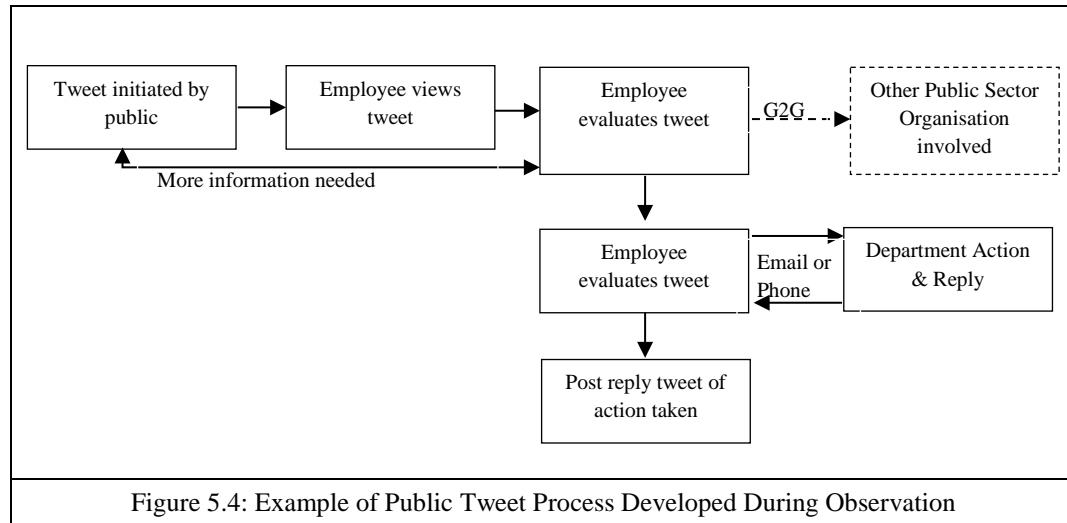 Tweet initiated by
public
Employee views
tweet
Employee
evaluates tweet
G2G
Other Public Sector
Organisation
involved
More information needed
Employee
evaluates tweet
Email or
Phone
Department Action
& Reply
Post reply tweet of
action taken
Figure 5.4: Example of Public Tweet Process Developed During Observation